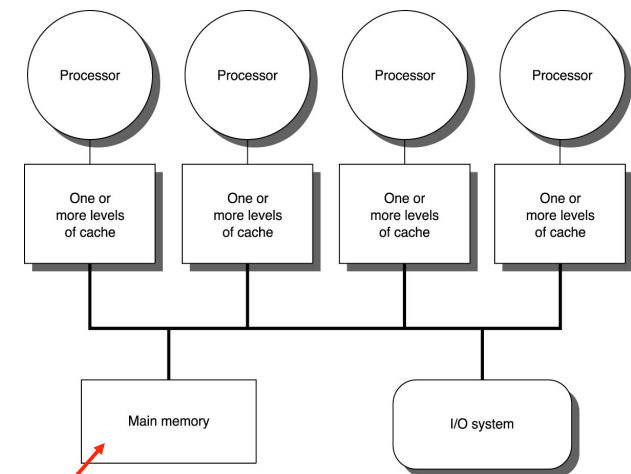 Processor
Processor
Processor
Processor
One or
more levels
of cache
One or
more levels
of cache
One or
more levels
of cache
One or
more levels
of cache
Main memory
I/O system